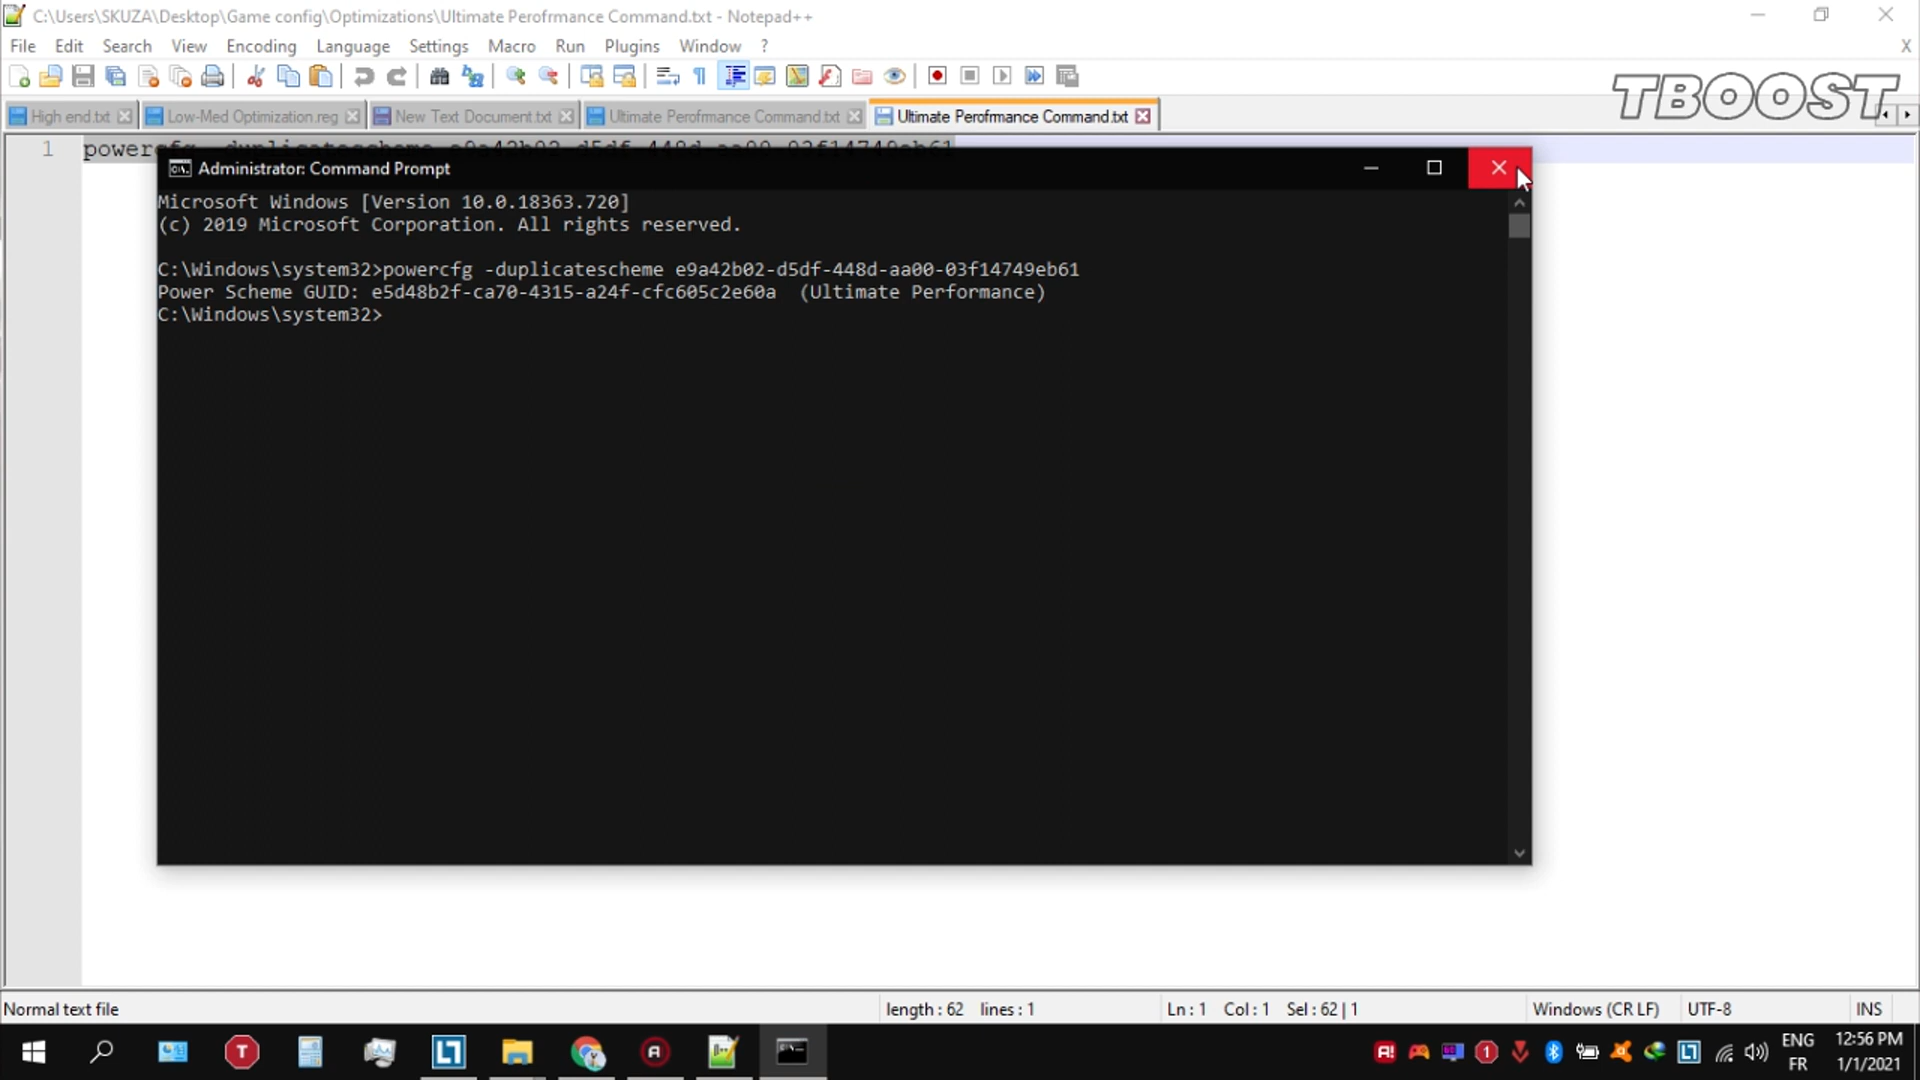 C:\Users\SKUZA\Desktop\Game config\Optimizations\Ultimate Perofrmance Command.txt - Notepad++
File Edit Search View Encoding Language Settings Macro Run Plugins Window ?
X
TBOOST
High end.txt Low-Med Optimization.reg New Text Document.txt Ultimate Perofrmance Command.txt Ultimate Perofrmance Command.txt
1 powercfg -duplicatescheme e9a42b02-d5df-448d-aa00-03f14749eb61
Administrator: Command Prompt
Microsoft Windows [Version 10.0.18363.720]
(c) 2019 Microsoft Corporation. All rights reserved.
C:\Windows\system32>powercfg -duplicatescheme e9a42b02-d5df-448d-aa00-03f14749eb61
Power Scheme GUID: e5d48b2f-ca70-4315-a24f-cfc605c2e60a (Ultimate Performance)
C:\Windows\system32>
Normal text file length : 62 lines : 1 Ln : 1 Col : 1 Sel : 62 | 1 Windows (CR LF) UTF-8 INS
ENG 12:56 PM
FR 1/1/2021